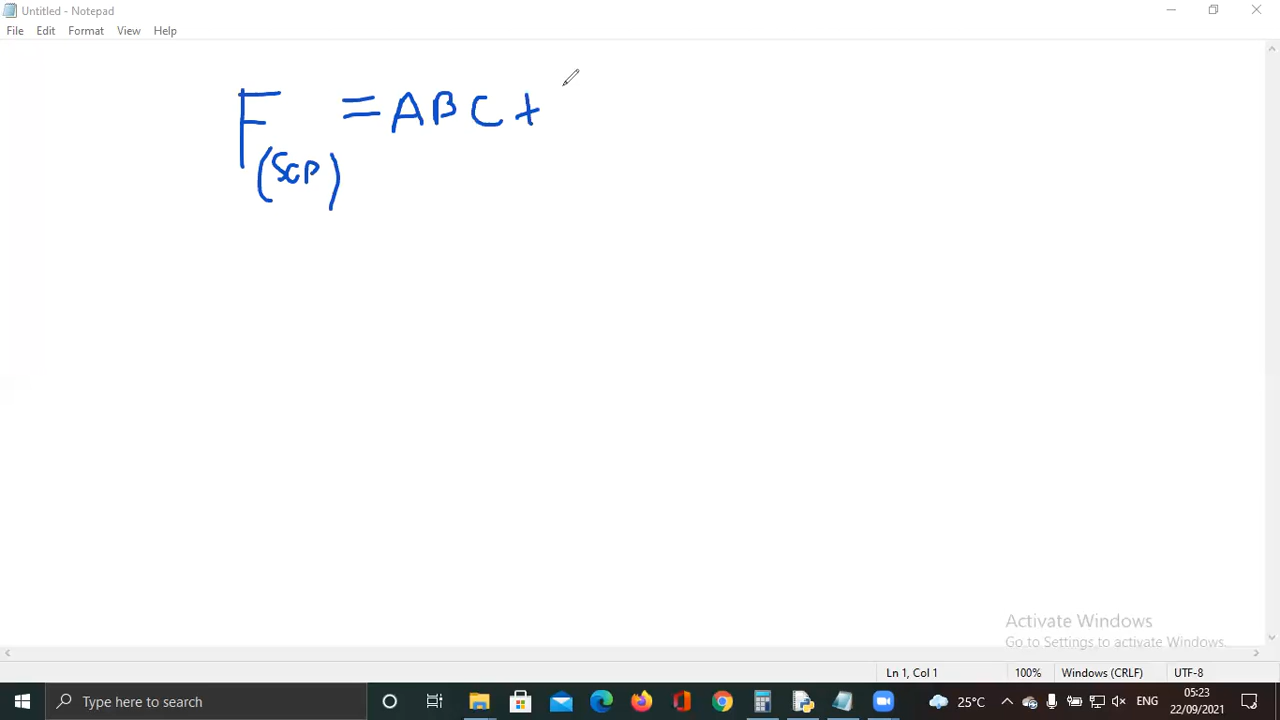 Untitled - Notepad
File Edit Format View Help
F = ABC +
(SCP)
Activate Windows
Go to Settings to activate Windows.
Ln 1, Col 1 100% Windows (CRLF) UTF-8
Type here to search 25°C ENG 05:23
22/09/2021